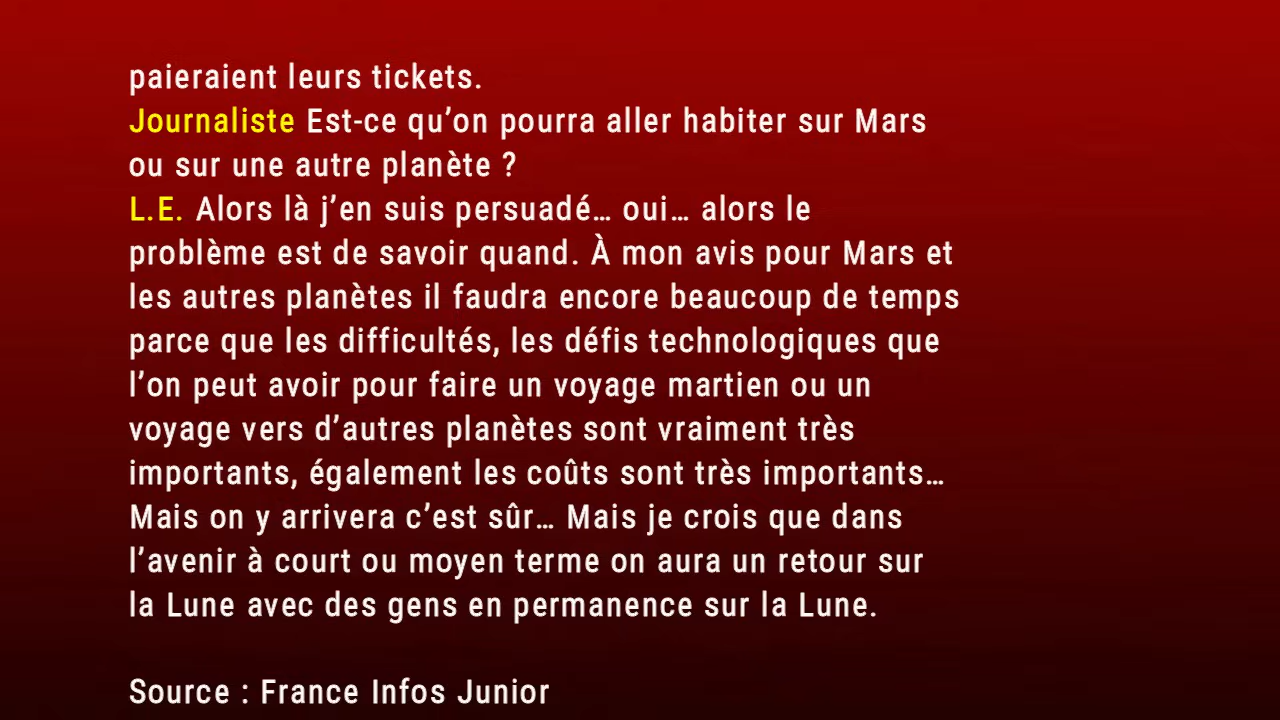 paieraient leurs tickets.
Journaliste Est-ce qu’on pourra aller habiter sur Mars
ou sur une autre planète ?
L.E. Alors là j’en suis persuadé… oui… alors le
problème est de savoir quand. À mon avis pour Mars et
les autres planètes il faudra encore beaucoup de temps
parce que les difficultés, les défis technologiques que
l’on peut avoir pour faire un voyage martien ou un
voyage vers d’autres planètes sont vraiment très
importants, également les coûts sont très importants…
Mais on y arrivera c’est sûr… Mais je crois que dans
l’avenir à court ou moyen terme on aura un retour sur
la Lune avec des gens en permanence sur la Lune.
Source : France Infos Junior